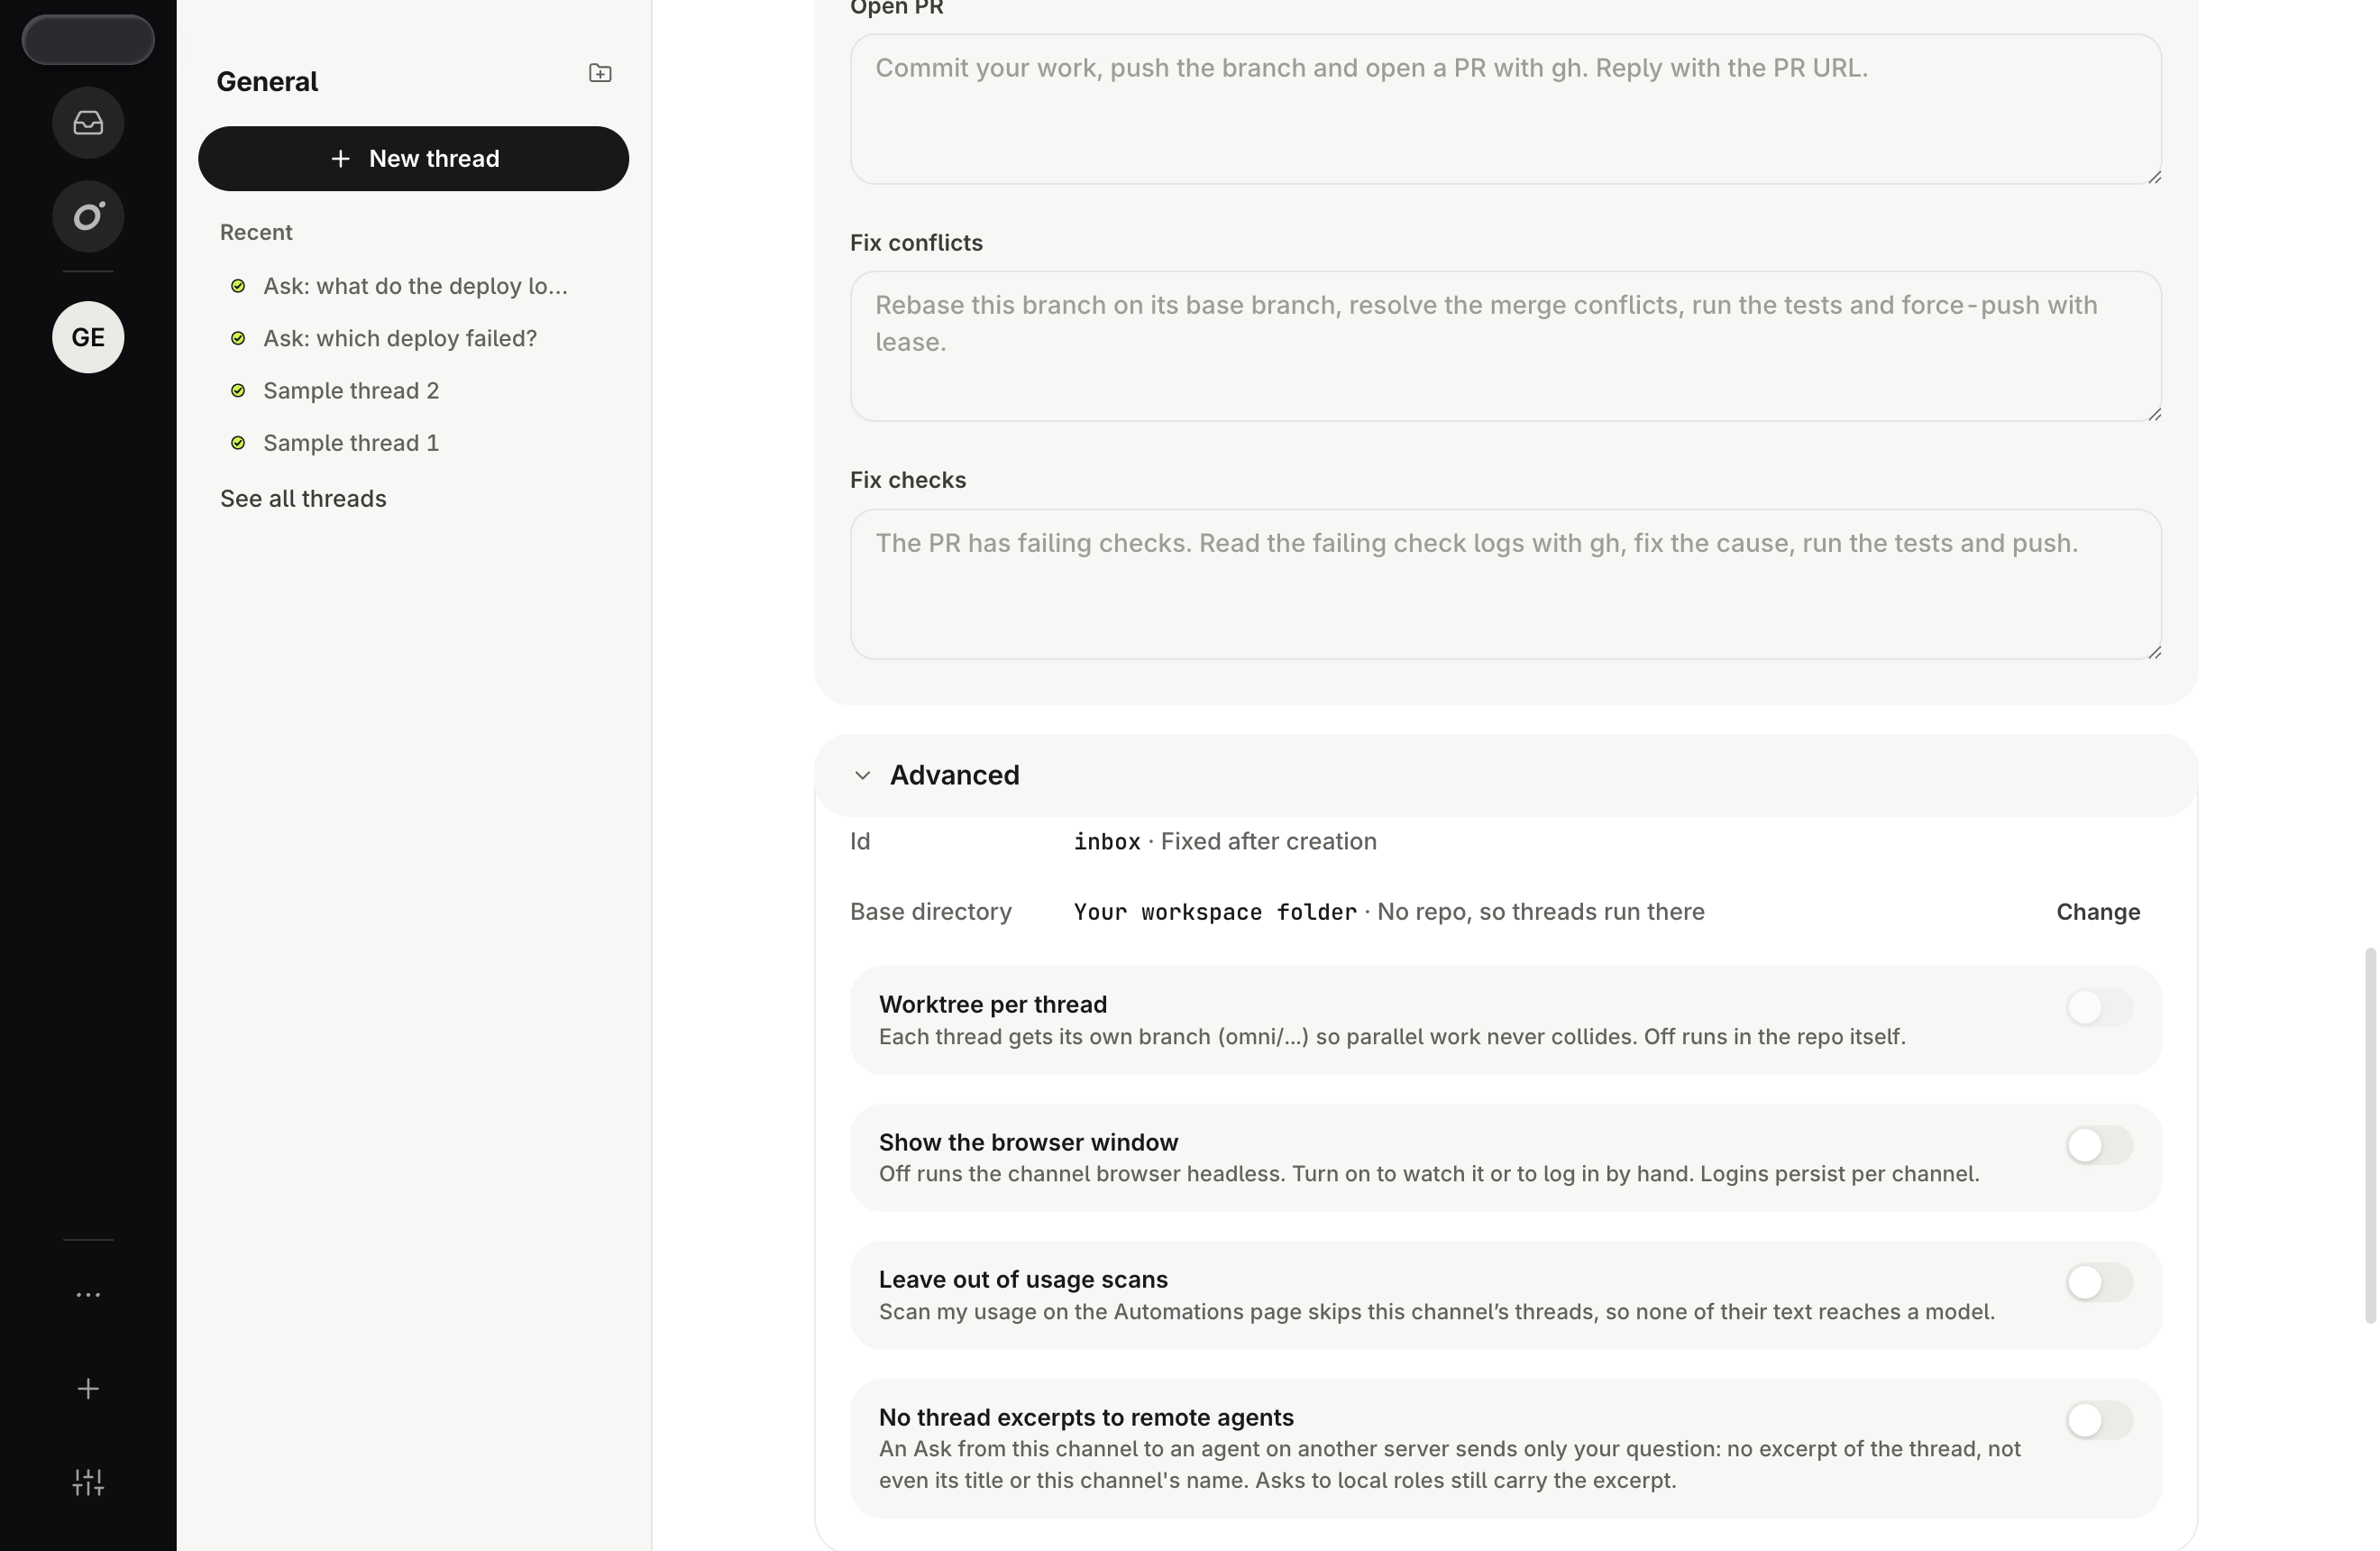 GE
General
New thread
Recent
Ask: what do the deploy lo...
Ask: which deploy failed?
Sample thread 2
Sample thread 1
See all threads
Open PR
Commit your work, push the branch and open a PR with gh. Reply with the PR URL.
Fix conflicts
Rebase this branch on its base branch, resolve the merge conflicts, run the tests and force-push with
lease.
Fix checks
The PR has failing checks. Read the failing check logs with gh, fix the cause, run the tests and push.
Advanced
Id inbox · Fixed after creation
Base directory Your workspace folder · No repo, so threads run there Change
Worktree per thread
Each thread gets its own branch (omni/...) so parallel work never collides. Off runs in the repo itself.
Show the browser window
Off runs the channel browser headless. Turn on to watch it or to log in by hand. Logins persist per channel.
Leave out of usage scans
Scan my usage on the Automations page skips this channel’s threads, so none of their text reaches a model.
No thread excerpts to remote agents
An Ask from this channel to an agent on another server sends only your question: no excerpt of the thread, not
even its title or this channel's name. Asks to local roles still carry the excerpt.